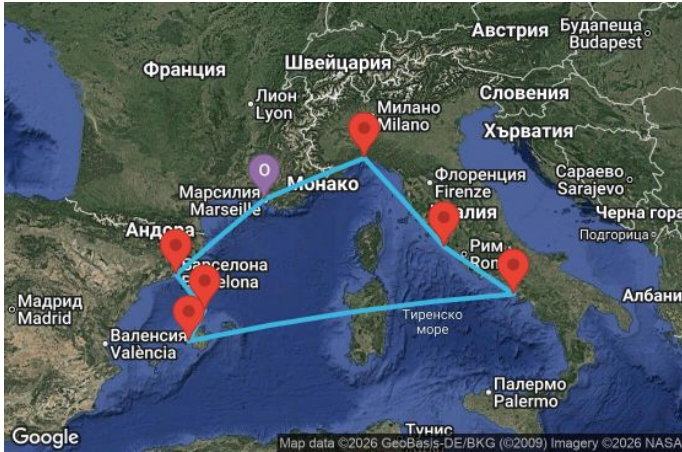 Австрия
Будапеща
Budapest
Франция
Швейцария
Лион
Lyon
Милано
Milano
Словения
Хърватия
О
Марсилия
Marseille
Монако
Флоренция
Firenze
Сараево
Sarajevo
Черна гора
Подгорица
Андора
Рим
Барселона
Мадрид
Madrid
Валенсия
València
Тиренско
море
Албани
Палермо
Palermo
Тунис
Google
Map data ©2026 GeoBasis-DE/BKG (©2009) Imagery ©2026 NASA